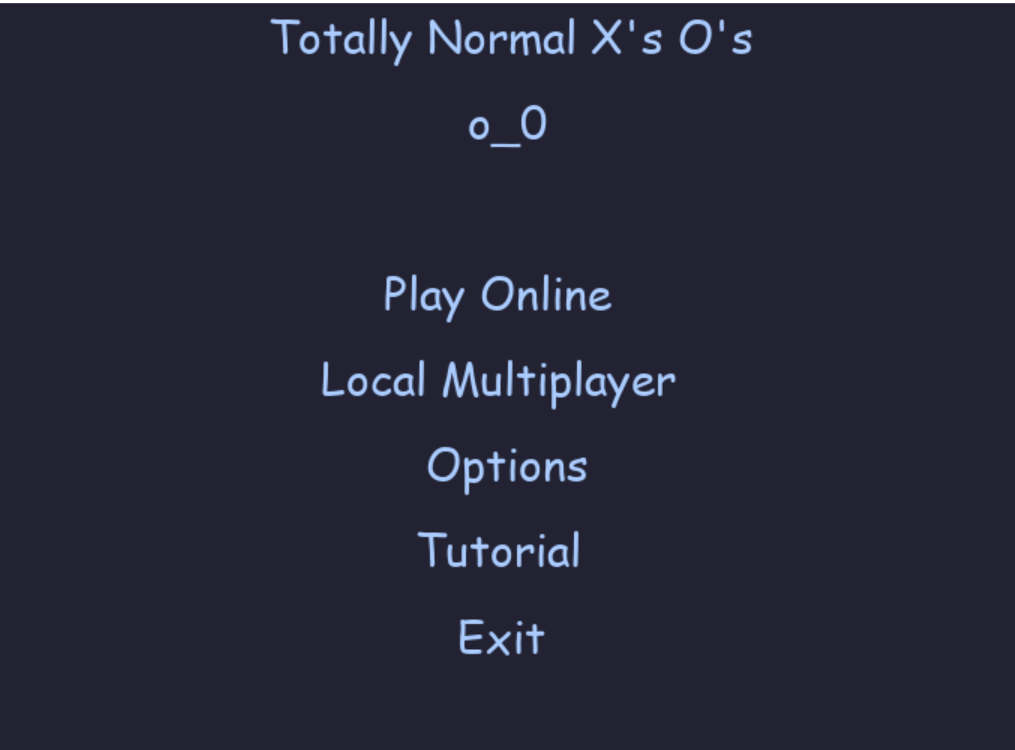 Totally Normal X's O's
o_0
Play Online
Local Multiplayer
Options
Tutorial
Exit